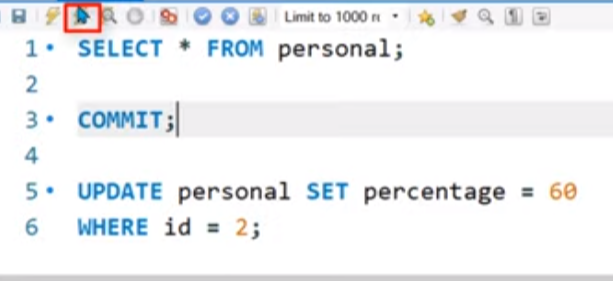 Limit to 1000 r
1 SELECT * FROM personal;
2
3 COMMIT;
4
5 UPDATE personal SET percentage = 60
6 WHERE id = 2;